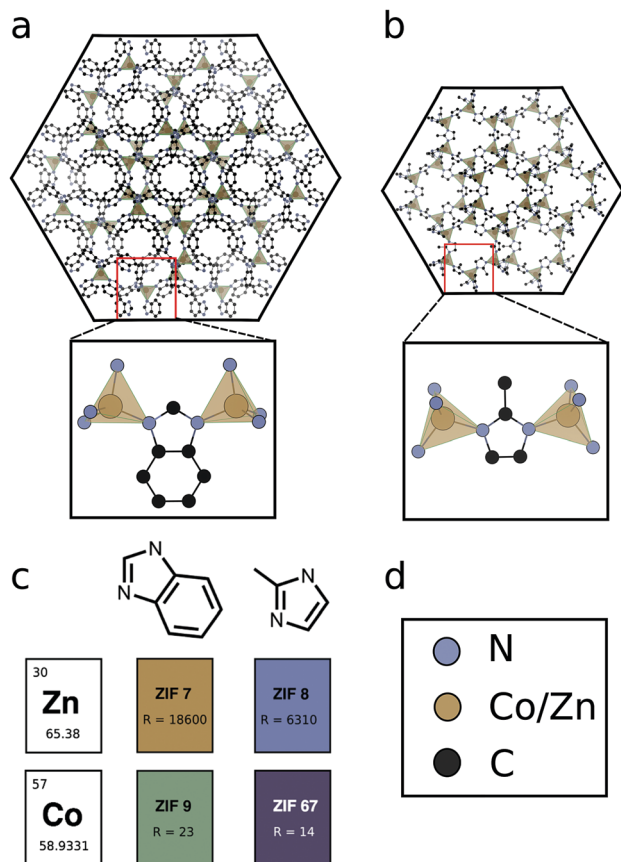 a
b
c
N
N
N
N
30
Zn
65.38
ZIF 7
R = 18600
ZIF 8
R = 6310
57
Co
58.9331
ZIF 9
R = 23
ZIF 67
R = 14
d
N
Co/Zn
C